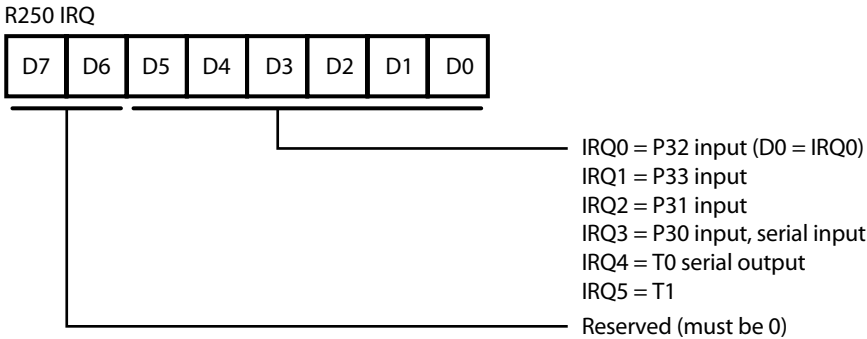 R250 IRQ
D7 D6 D5 D4 D3 D2 D1 D0
IRQ0 = P32 input (D0 = IRQ0)
IRQ1 = P33 input
IRQ2 = P31 input
IRQ3 = P30 input, serial input
IRQ4 = T0 serial output
IRQ5 = T1
Reserved (must be 0)